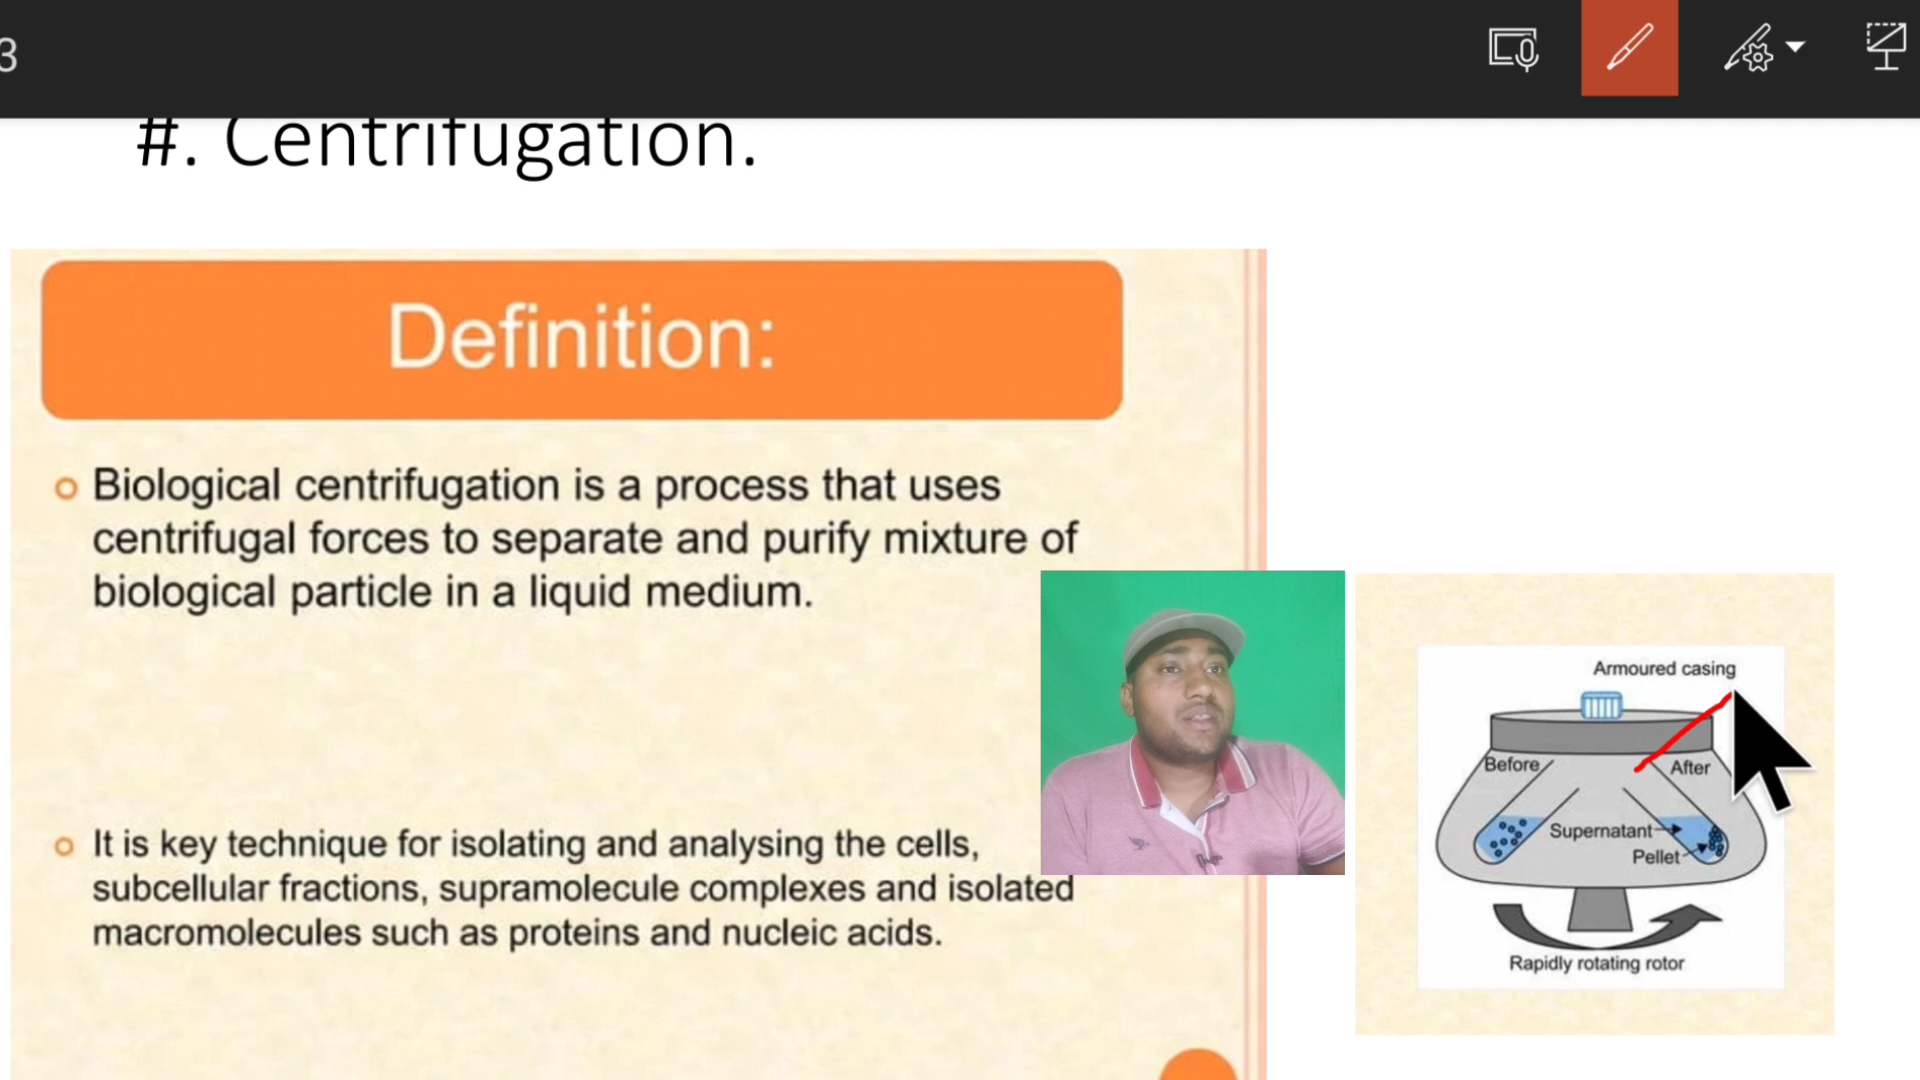 3
#. Centrifugation.
Definition:
Biological centrifugation is a process that uses
centrifugal forces to separate and purify mixture of
biological particle in a liquid medium.
It is key technique for isolating and analysing the cells,
subcellular fractions, supramolecule complexes and isolated
macromolecules such as proteins and nucleic acids.
Armoured casing
Before
After
Supernatant
Pellet
Rapidly rotating rotor